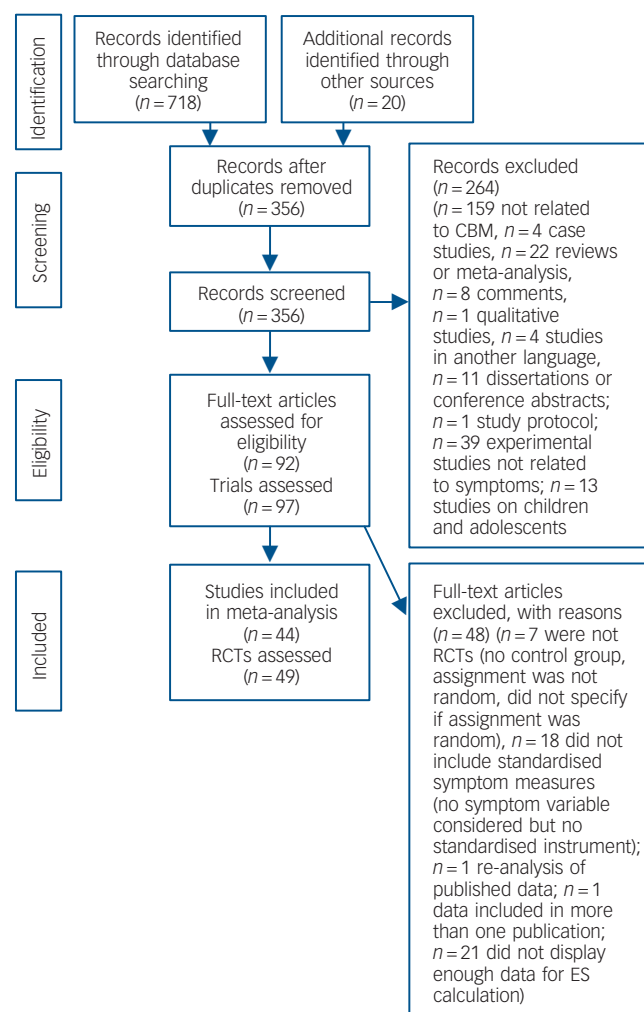 Identification
Records identified
through database
searching
(n = 718)
Additional records
identified through
other sources
(n = 20)
Screening
Records after
duplicates removed
(n = 356)
Records screened
(n = 356)
Records excluded
(n = 264)
(n = 159 not related
to CBM, n = 4 case
studies, n = 22 reviews
or meta-analysis,
n = 8 comments,
n = 1 qualitative
studies, n = 4 studies
in another language,
n = 11 dissertations or
conference abstracts;
n = 1 study protocol;
n = 39 experimental
studies not related
to symptoms; n = 13
studies on children
and adolescents
Eligibility
Full-text articles
assessed for
eligibility
(n = 92)
Trials assessed
(n = 97)
Included
Studies included
in meta-analysis
(n = 44)
RCTs assessed
(n = 49)
Full-text articles
excluded, with reasons
(n = 48) (n = 7 were not
RCTs (no control group,
assignment was not
random, did not specify
if assignment was
random), n = 18 did not
include standardised
symptom measures
(no symptom variable
considered but no
standardised instrument);
n = 1 re-analysis of
published data; n = 1
data included in more
than one publication;
n = 21 did not display
enough data for ES
calculation)